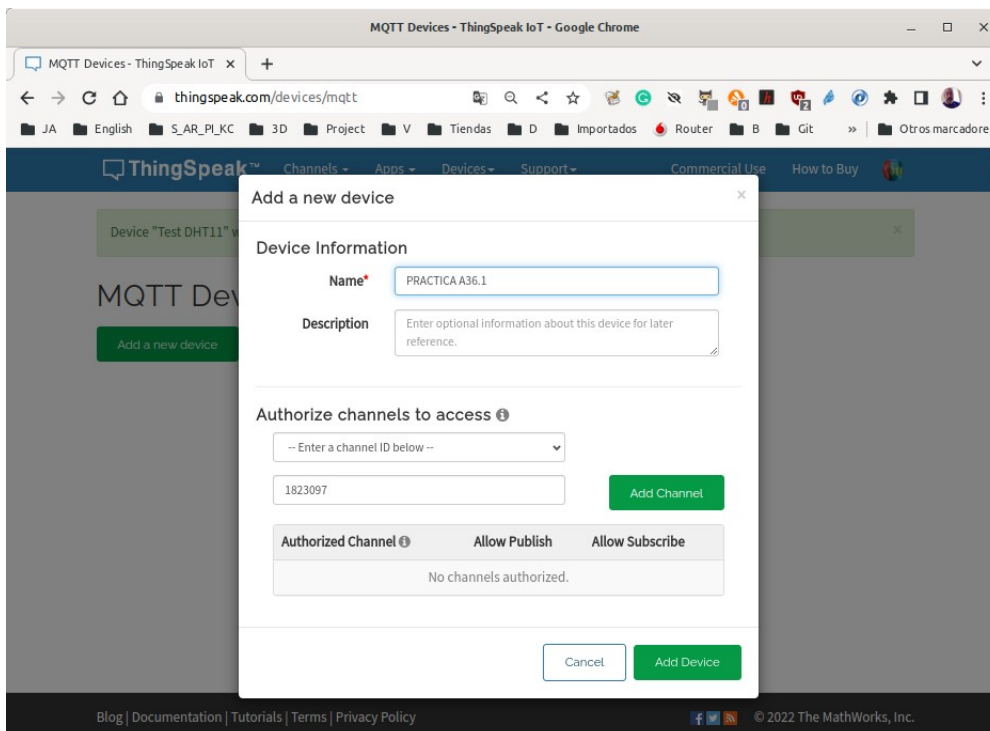 MQTT Devices - ThingSpeak IoT - Google Chrome
MQTT Devices - ThingSpeak IoT
thingspeak.com/devices/mqtt
JA English S_AR_PI_KC 3D Project V Tiendas D Importados Router B Git » Otros marcadore
ThingSpeak™ Channels Apps Devices Support Commercial Use How to Buy
Add a new device
Device "Test DHT11" w
Device Information
Name* PRACTICA A36.1
MQTT Dev
Description Enter optional information about this device for later
reference.
Add a new device
Authorize channels to access
-- Enter a channel ID below --
1823097 Add Channel
Authorized Channel Allow Publish Allow Subscribe
No channels authorized.
Cancel Add Device
Blog | Documentation | Tutorials | Terms | Privacy Policy © 2022 The MathWorks, Inc.